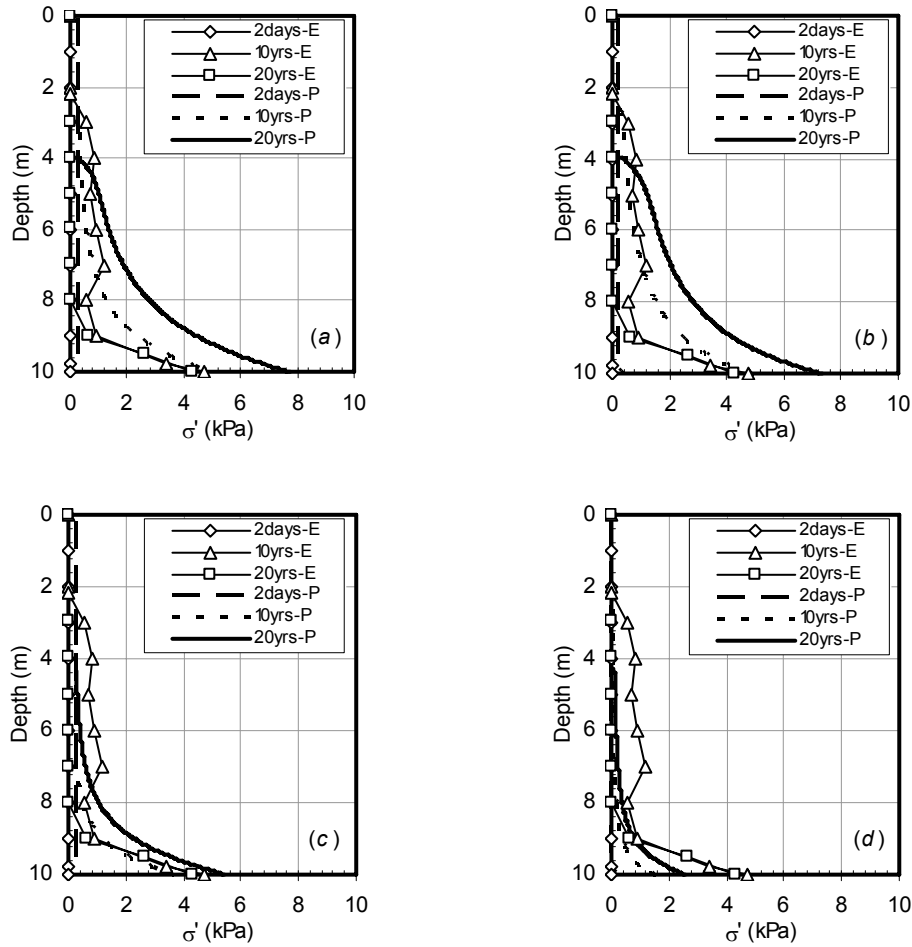 0
2
4
6
8
10
Depth (m)
2days-E
10yrs-E
20yrs-E
2days-P
10yrs-P
20yrs-P
(a)
0 2 4 6 8 10
σ' (kPa)
0
2
4
6
8
10
Depth (m)
2days-E
10yrs-E
20yrs-E
2days-P
10yrs-P
20yrs-P
(b)
0 2 4 6 8 10
σ' (kPa)
0
2
4
6
8
10
Depth (m)
2days-E
10yrs-E
20yrs-E
2days-P
10yrs-P
20yrs-P
(c)
0 2 4 6 8 10
σ' (kPa)
0
2
4
6
8
10
Depth (m)
2days-E
10yrs-E
20yrs-E
2days-P
10yrs-P
20yrs-P
(d)
0 2 4 6 8 10
σ' (kPa)